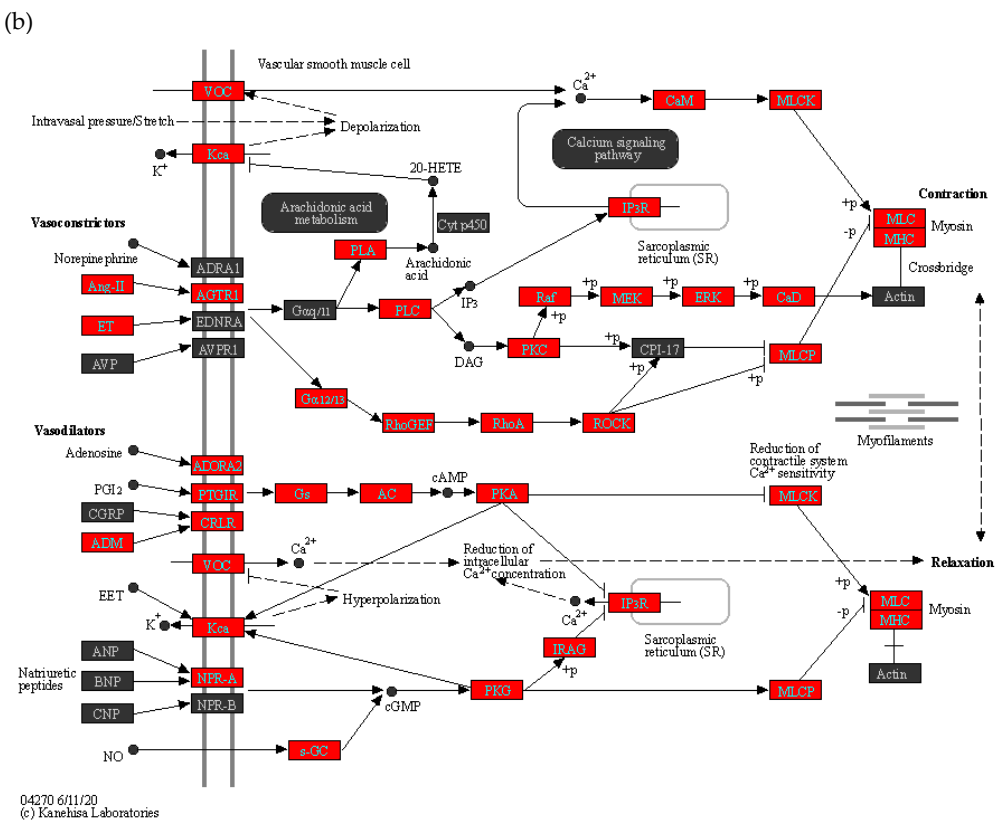 (b)
Vascular smooth muscle cell
VOC
Ca2+
CaM
MLCK
Intravasal pressure/Stretch
Depolarization
Kca
K+
20-HETE
Calcium signaling
pathway
Arachidonic acid
metabolism
Cyt p450
IP3R
Contraction
Vasoconstrictors
+p
-p
MLC
MHC
Myosin
Norepinephrine
PLA
Arachidonic
acid
Sarcoplasmic
reticulum (SR)
ADRA1
Crossbridge
Ang-II
AGTR1
Gαq/11
PLC
IP3
Raf
+p
MEK
+p
ERK
+p
CaD
Actin
ET
EDNRA
+p
AVP
AVPR1
DAG
PKC
+p
CPI-17
MLCP
+p
+p
Gα12/13
RhoGEF
RhoA
ROCK
Myofilaments
Vasodilators
Adenosine
ADORA2
Reduction of
contractile system
Ca2+ sensitivity
PGI2
PTGIR
Gs
AC
cAMP
PKA
MLCK
CGRP
CRLR
ADM
VOC
Ca2+
Reduction of
intracellular
Ca2+ concentration
Relaxation
EET
Hyperpolarization
K+
Kca
Ca2+
IP3R
+p
-p
MLC
MHC
Myosin
Sarcoplasmic
reticulum (SR)
ANP
IRAG
+p
Natriuretic
peptides
BNP
NPR-A
Actin
CNP
NPR-B
cGMP
PKG
MLCP
NO
s-GC
04270 6/11/20
(c) Kanehisa Laboratories